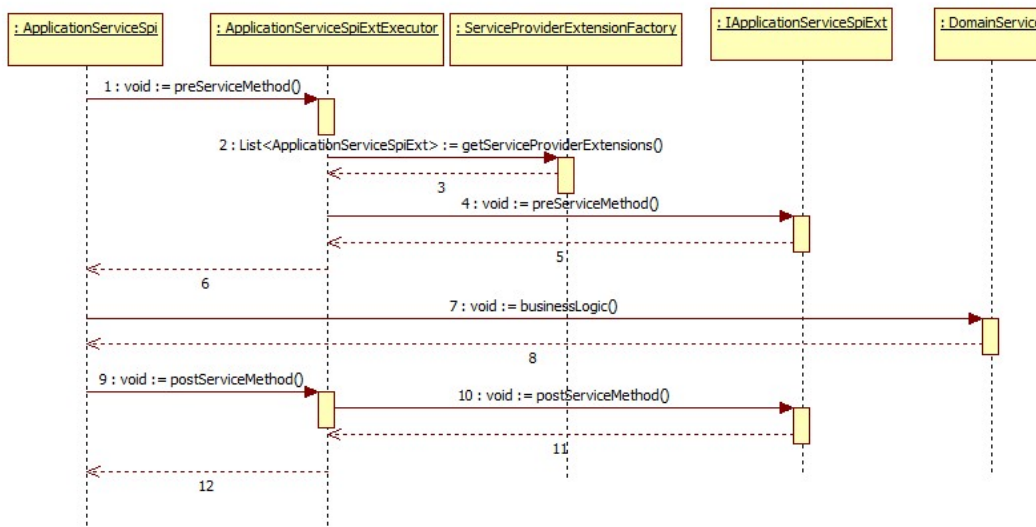 : ApplicationServiceSpi
: ApplicationServiceSpiExtExecutor
: ServiceProviderExtensionFactory
: IApplicationServiceSpiExt
: DomainService
1 : void := preServiceMethod()
2 : List<ApplicationServiceSpiExt> := getServiceProviderExtensions()
3
4 : void := preServiceMethod()
5
6
7 : void := businessLogic()
8
9 : void := postServiceMethod()
10 : void := postServiceMethod()
11
12